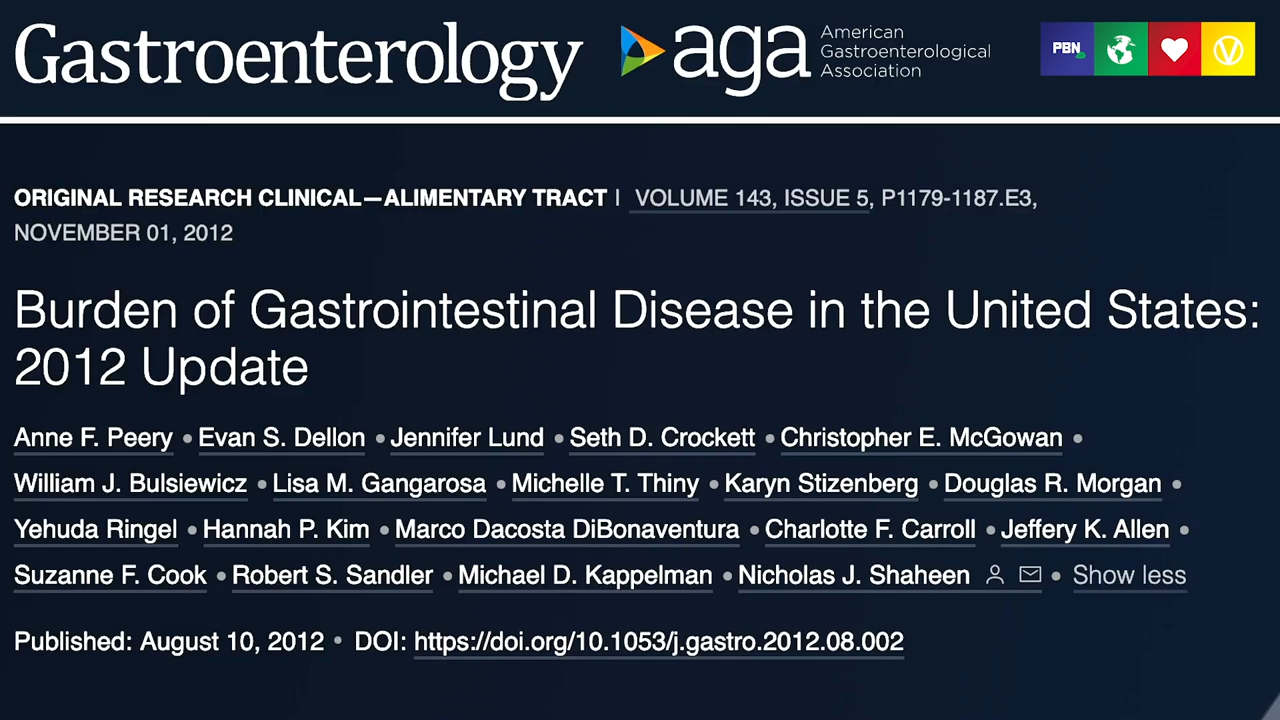 Gastroenterology
aga
American
Gastroenterological
Association
PBN
V
ORIGINAL RESEARCH CLINICAL—ALIMENTARY TRACT | VOLUME 143, ISSUE 5, P1179-1187.E3,
NOVEMBER 01, 2012
Burden of Gastrointestinal Disease in the United States:
2012 Update
Anne F. Peery • Evan S. Dellon • Jennifer Lund • Seth D. Crockett • Christopher E. McGowan •
William J. Bulsiewicz • Lisa M. Gangarosa • Michelle T. Thiny • Karyn Stizenberg • Douglas R. Morgan •
Yehuda Ringel • Hannah P. Kim • Marco Dacosta DiBonaventura • Charlotte F. Carroll • Jeffery K. Allen •
Suzanne F. Cook • Robert S. Sandler • Michael D. Kappelman • Nicholas J. Shaheen • Show less
Published: August 10, 2012 • DOI: https://doi.org/10.1053/j.gastro.2012.08.002